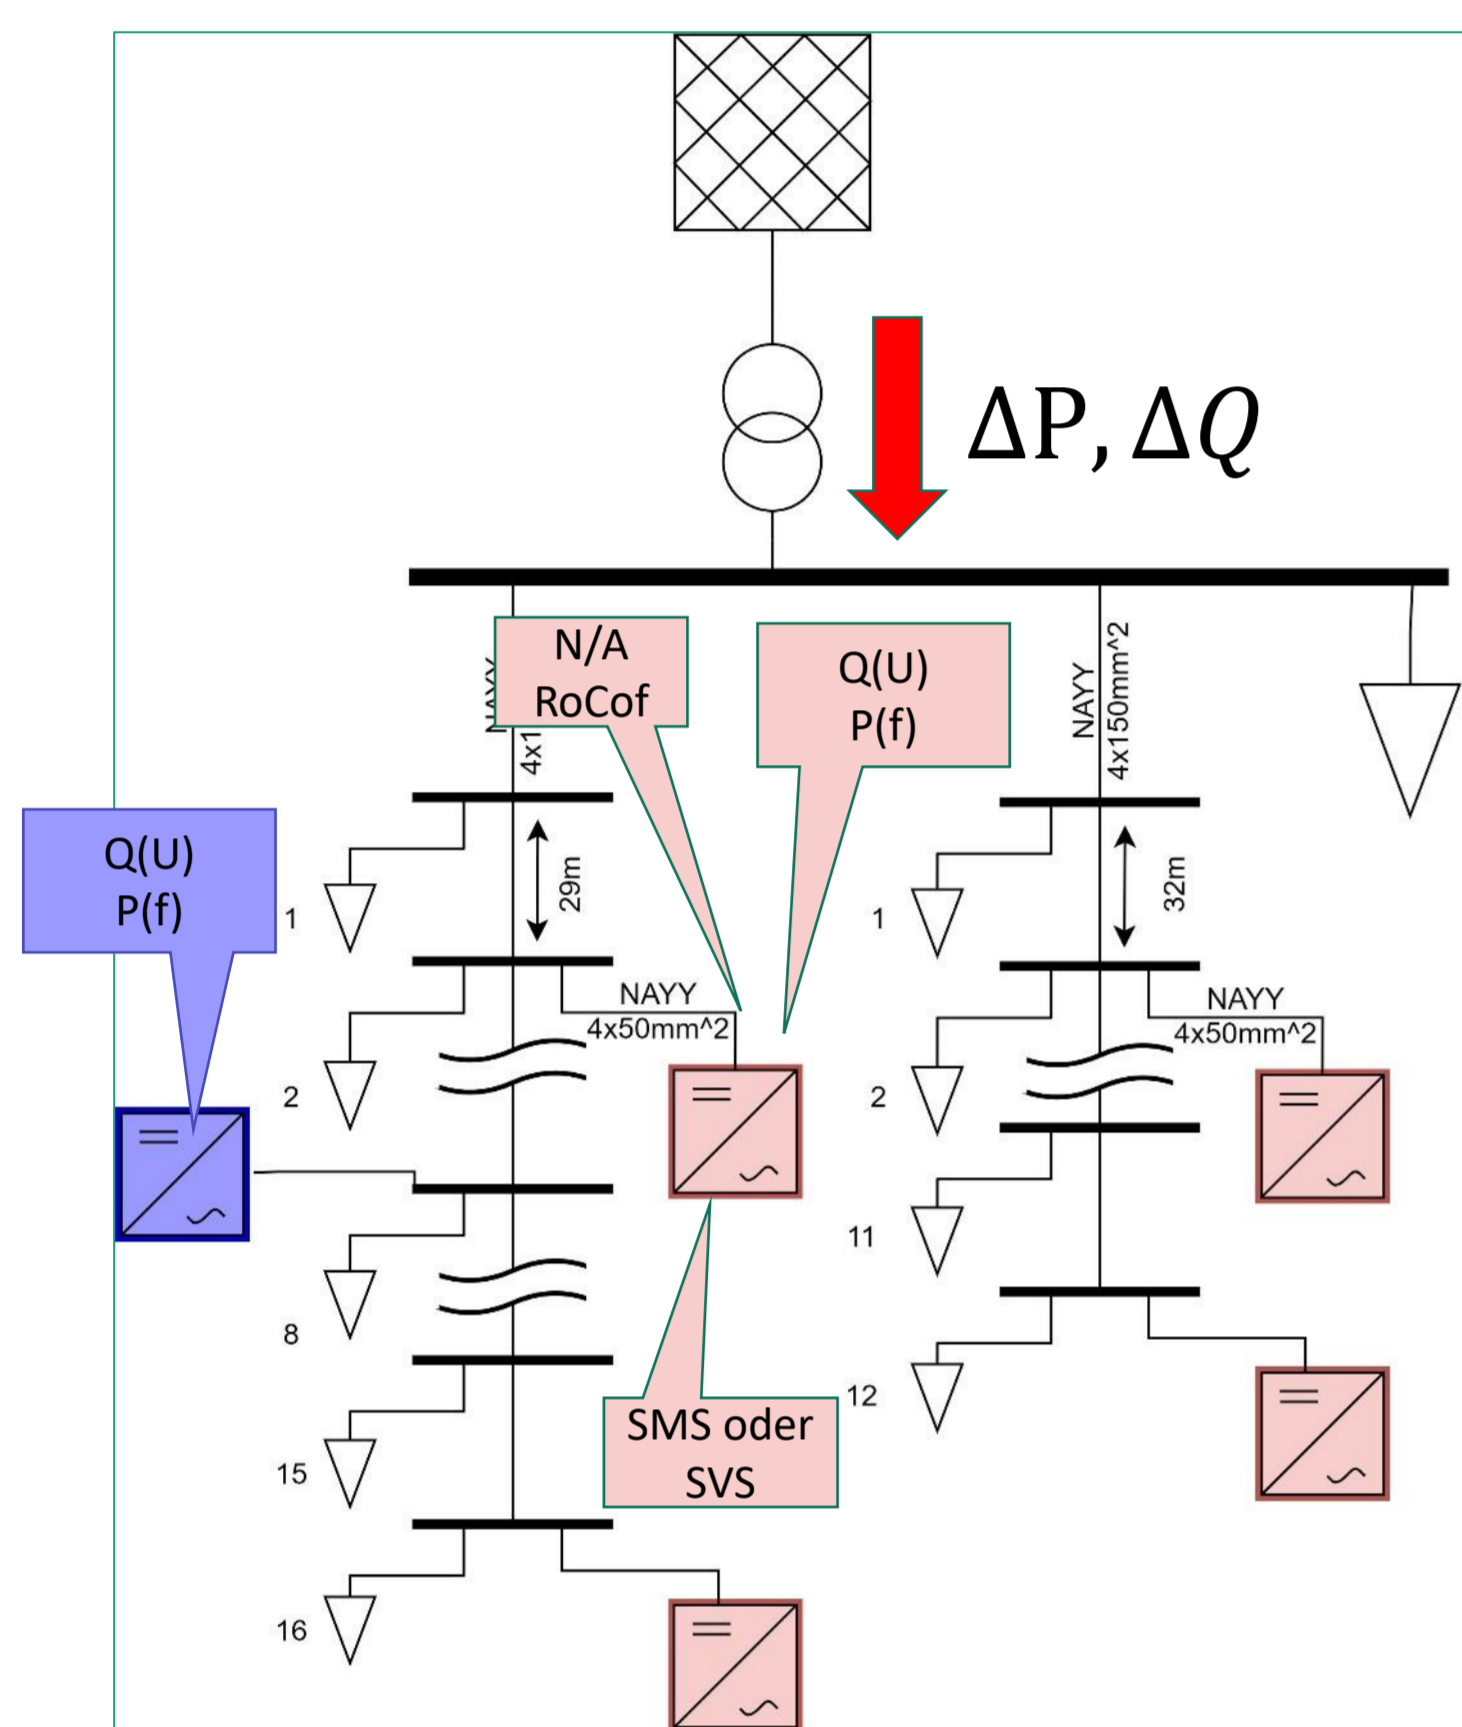 ΔP, ΔQ
N/A
RoCof
Q(U)
P(f)
NAYY
4x150mm^2
4x1
Q(U)
P(f)
29m
32m
1
1
NAYY
4x50mm^2
NAYY
4x50mm^2
2
2
11
8
12
SMS oder
SVS
15
16